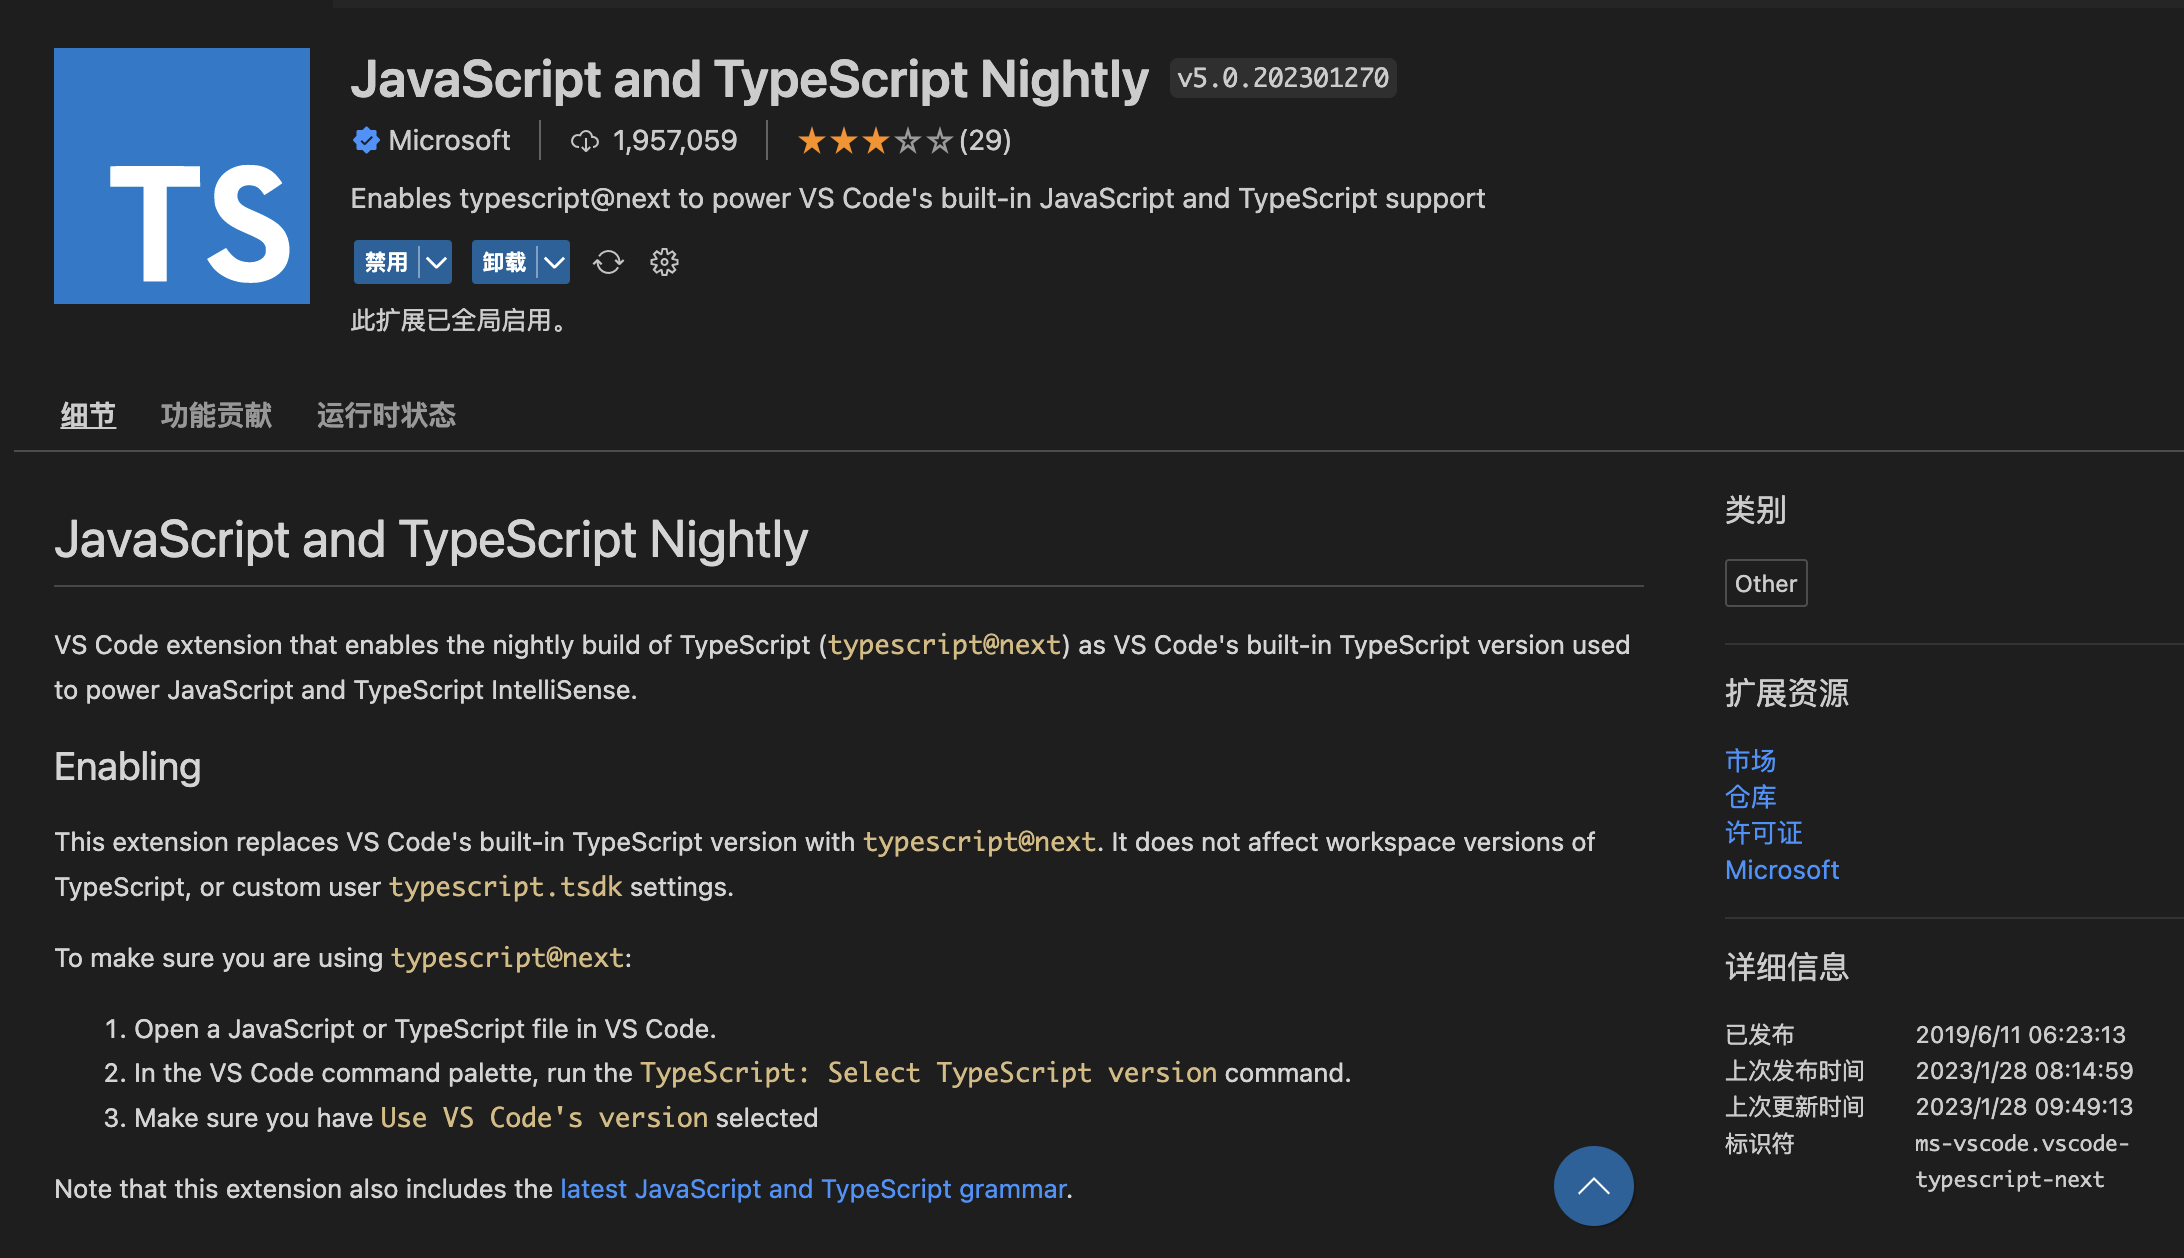 TS
JavaScript and TypeScript Nightly v5.0.202301270
Microsoft 1,957,059 (29)
Enables typescript@next to power VS Code's built-in JavaScript and TypeScript support
禁用 卸载
此扩展已全局启用。
细节 功能贡献 运行时状态
JavaScript and TypeScript Nightly
VS Code extension that enables the nightly build of TypeScript (typescript@next) as VS Code's built-in TypeScript version used
to power JavaScript and TypeScript IntelliSense.
Enabling
This extension replaces VS Code's built-in TypeScript version with typescript@next. It does not affect workspace versions of
TypeScript, or custom user typescript.tsdk settings.
To make sure you are using typescript@next:
1. Open a JavaScript or TypeScript file in VS Code.
2. In the VS Code command palette, run the TypeScript: Select TypeScript version command.
3. Make sure you have Use VS Code's version selected
Note that this extension also includes the latest JavaScript and TypeScript grammar.
类别
Other
扩展资源
市场
仓库
许可证
Microsoft
详细信息
已发布 2019/6/11 06:23:13
上次发布时间 2023/1/28 08:14:59
上次更新时间 2023/1/28 09:49:13
标识符 ms-vscode.vscode-
typescript-next